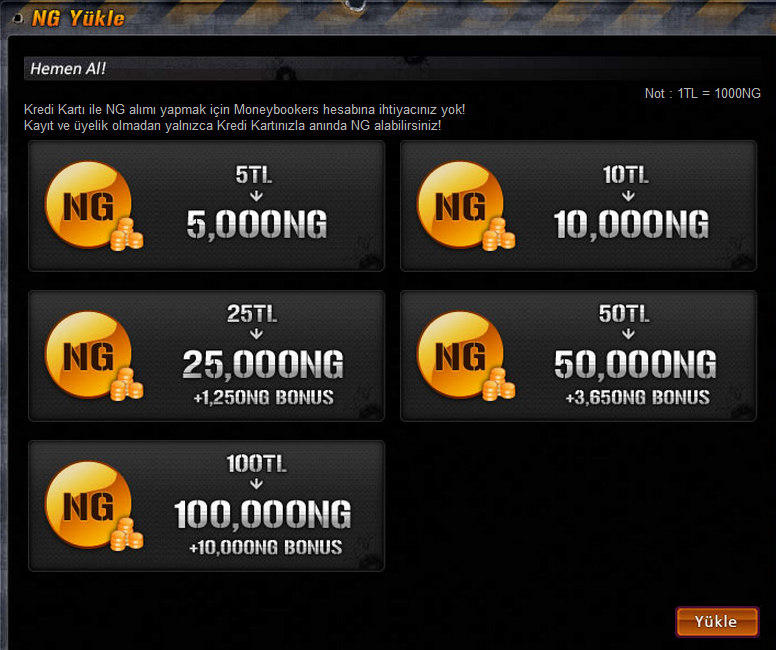 NG Yükle
Hemen Al!
Not : 1TL = 1000NG
Kredi Kartı ile NG alımı yapmak için Moneybookers hesabına ihtiyacınız yok!
Kayıt ve üyelik olmadan yalnızca Kredi Kartınızla anında NG alabilirsiniz!
NG
5TL
5,000NG
NG
10TL
10,000NG
NG
25TL
25,000NG
+1,250NG BONUS
NG
50TL
50,000NG
+3,650NG BONUS
NG
100TL
100,000NG
+10,000NG BONUS
Yükle